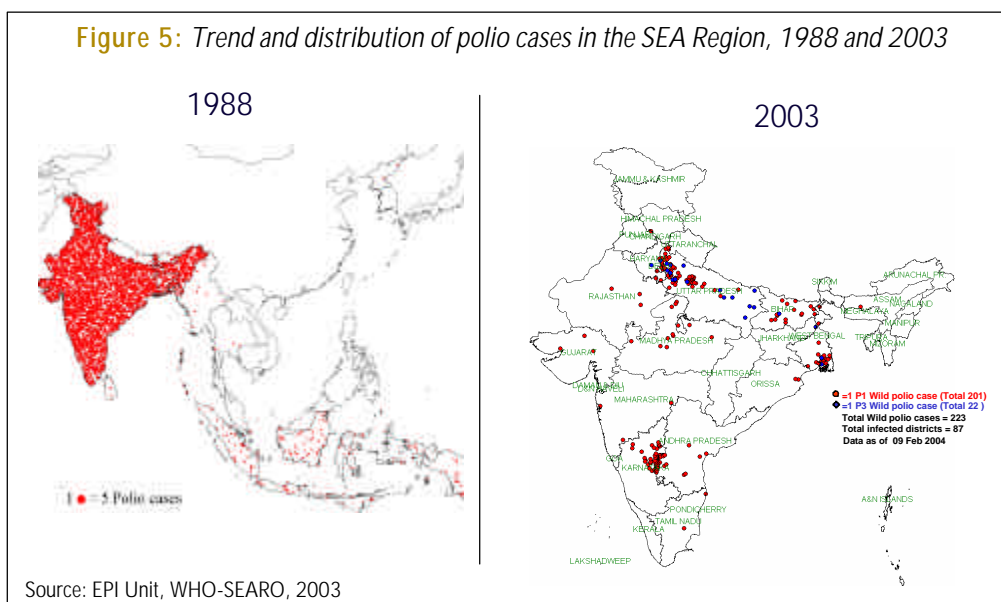 Figure 5: Trend and distribution of polio cases in the SEA Region, 1988 and 2003
1988
1 = 5 Polio cases
2003
JAMMU & KASHMIR
HIMACHAL PRADESH
PUNJAB
CHANDIGARH
UTTARANCHAL
HARYANA
RAJASTHAN
UTTAR PRADESH
BIHAR
SIKKIM
ARUNACHAL PR.
ASSAM
NAGALAND
MEGHALAYA
MANIPUR
TRIPURA
MIZORAM
WEST BENGAL
JHARKHAND
GUJARAT
MADHYA PRADESH
CHHATTISGARH
ORISSA
DAMAN & DIU
MAHARASHTRA
ANDHRA PRADESH
GOA
KARNATAKA
PONDICHERRY
TAMIL NADU
KERALA
LAKSHADWEEP
A&N ISLANDS
=1 P1 Wild polio case (Total 201)
=1 P3 Wild polio case (Total 22 )
Total Wild polio cases = 223
Total infected districts = 87
Data as of 09 Feb 2004
Source: EPI Unit, WHO-SEARO, 2003